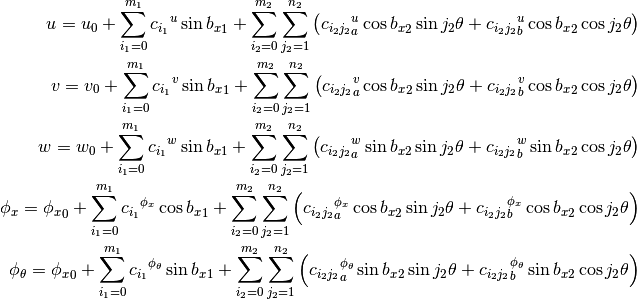 u = u_0 + \sum_{i_1=0}^{m_1} {c_{i_1}}^{u} \sin b_{x1} + \sum_{i_2=0}^{m_2} \sum_{j_2=1}^{n_2} \left( {c_{i_2 j_2}}_a^u \cos b_{x2} \sin j_2\theta + {c_{i_2 j_2}}_b^u \cos b_{x2} \cos j_2\theta \right)
v = v_0 + \sum_{i_1=0}^{m_1} {c_{i_1}}^{v} \sin b_{x1} + \sum_{i_2=0}^{m_2} \sum_{j_2=1}^{n_2} \left( {c_{i_2 j_2}}_a^v \cos b_{x2} \sin j_2\theta + {c_{i_2 j_2}}_b^v \cos b_{x2} \cos j_2\theta \right)
w = w_0 + \sum_{i_1=0}^{m_1} {c_{i_1}}^{w} \sin b_{x1} + \sum_{i_2=0}^{m_2} \sum_{j_2=1}^{n_2} \left( {c_{i_2 j_2}}_a^w \sin b_{x2} \sin j_2\theta + {c_{i_2 j_2}}_b^w \sin b_{x2} \cos j_2\theta \right)
\phi_x = {\phi_x}_0 + \sum_{i_1=0}^{m_1} {c_{i_1}}^{\phi_x} \cos b_{x1} + \sum_{i_2=0}^{m_2} \sum_{j_2=1}^{n_2} \left( {c_{i_2 j_2}}_a^{\phi_x} \cos b_{x2} \sin j_2\theta + {c_{i_2 j_2}}_b^{\phi_x} \cos b_{x2} \cos j_2\theta \right)
\phi_\theta = {\phi_x}_0 + \sum_{i_1=0}^{m_1} {c_{i_1}}^{\phi_\theta} \sin b_{x1} + \sum_{i_2=0}^{m_2} \sum_{j_2=1}^{n_2} \left( {c_{i_2 j_2}}_a^{\phi_\theta} \sin b_{x2} \sin j_2\theta + {c_{i_2 j_2}}_b^{\phi_\theta} \sin b_{x2} \cos j_2\theta \right)